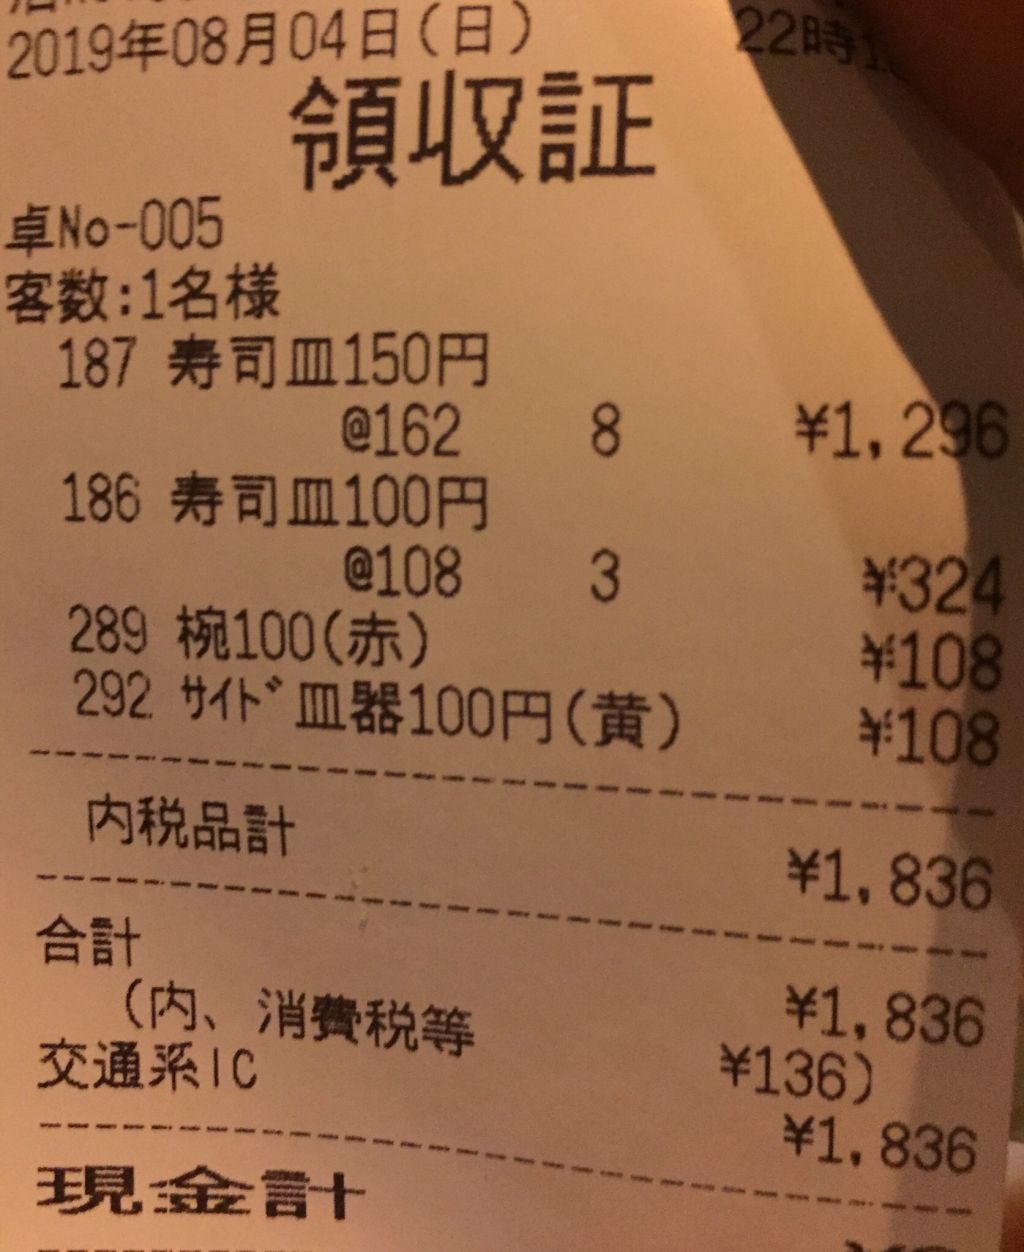 2019年08月04日(日) 22時
領収証
卓No-005
客数:1名様
187 寿司皿150円
@162 8 ¥1,296
186 寿司皿100円
@108 3 ¥324
289 椀100(赤) ¥108
292 ｻｲﾄﾞ皿器100円(黄) ¥108
内税品計 ¥1,836
合計 ¥1,836
(内、消費税等 ¥136)
交通系IC ¥1,836
現金計